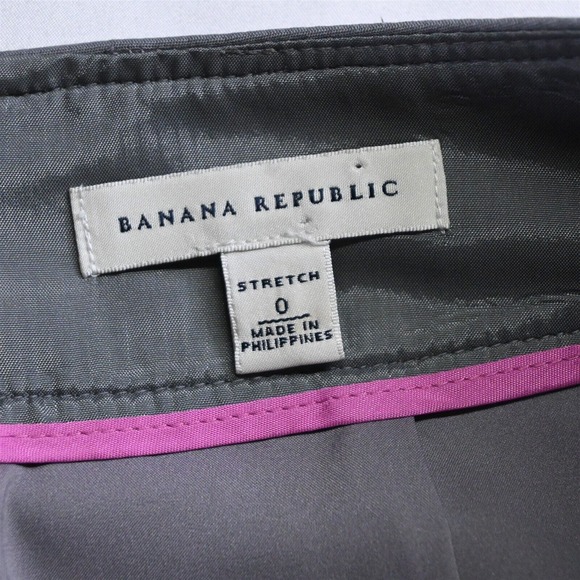 BANANA REPUBLIC
STRETCH
0
MADE IN
PHILIPPINES